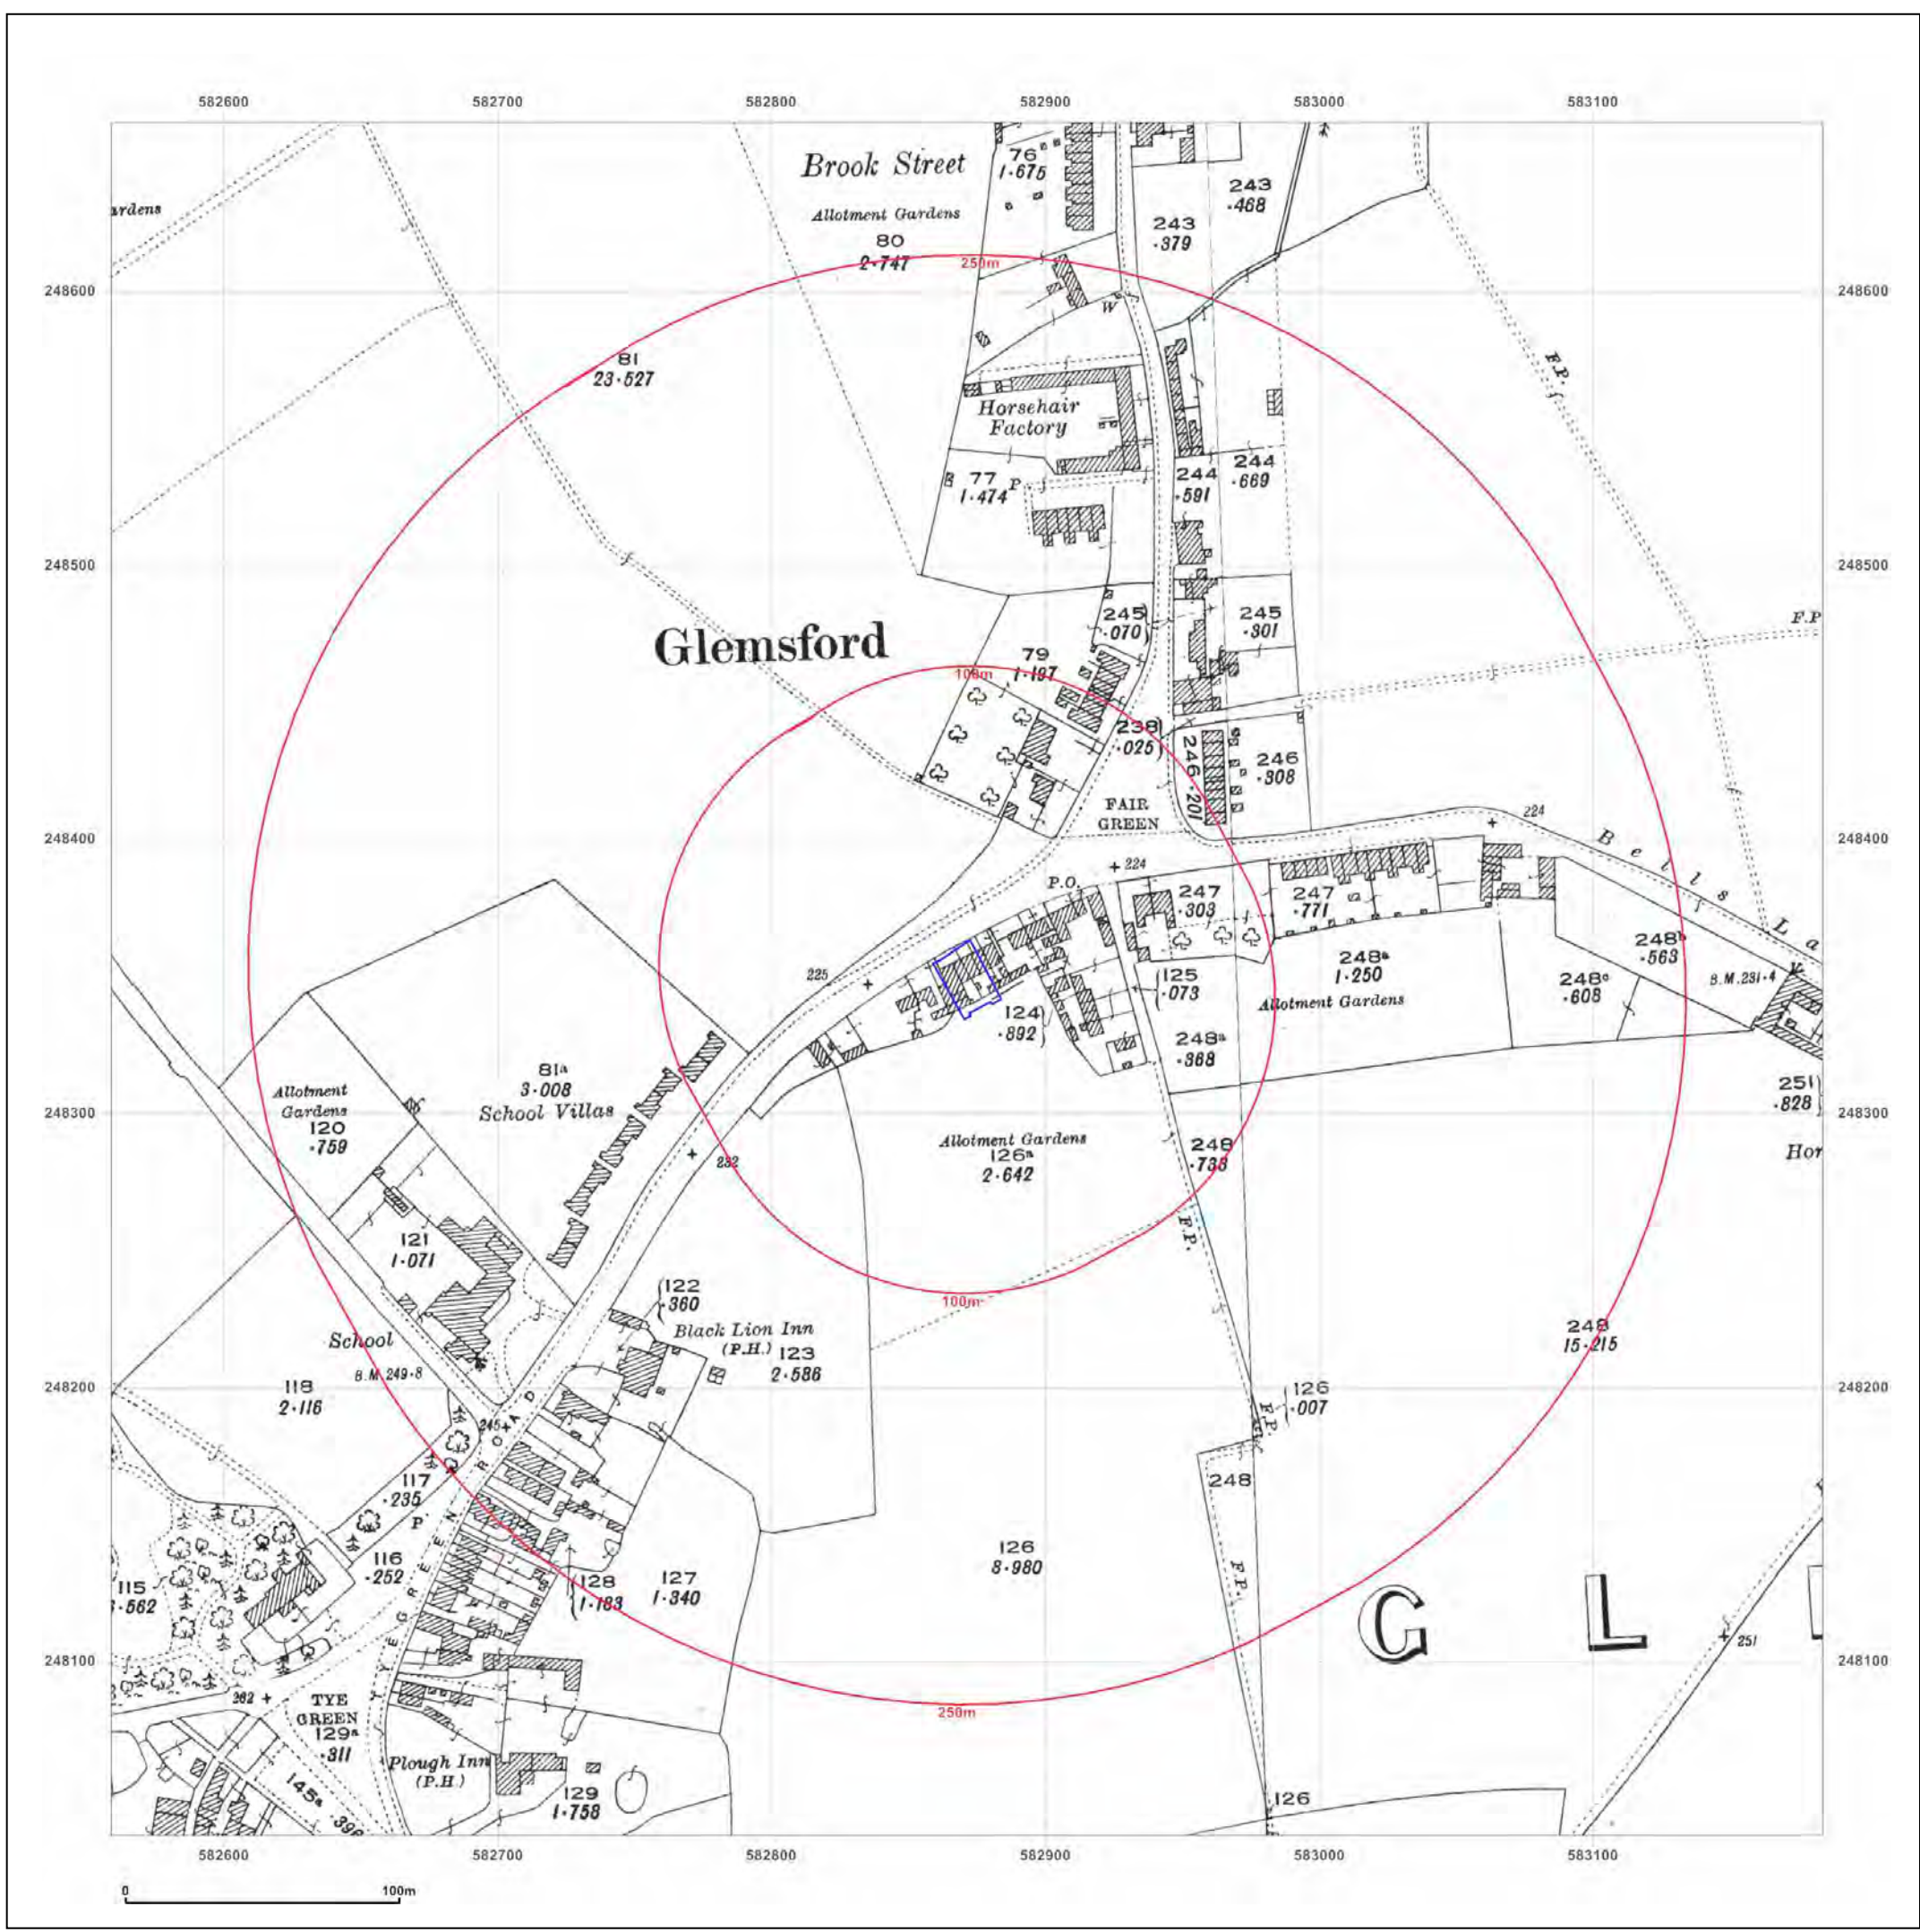 582600 582700 582800 582900 583000 583100
Brook Street
76
1·675
243
·468
ardens
Allotment Gardens
80
2·747
243
·379
250m
248600 248600
W
81
23·527
F.P.
Horsehair
Factory
77
1·474
P
244
·591
244
·669
248500 248500
245
·070
245
·301
F.P
Glemsford
79
1·197
100m
238
·025
246
·201
246
·308
FAIR
GREEN
224
248400 248400
Bells La
224
P.O.
247
·303
247
·771
225
248ᵇ
·563
B.M.231·4
248ᵃ
1·250
Allotment Gardens
248ᶜ
·608
125
·073
124
·892
248ᵃ
·368
81ᵃ
3·008
School Villas
Allotment
Gardens
120
·759
251
·828
248300 248300
Allotment Gardens
126ᵃ
2·642
232
248
·738
Hor
F.P.
121
1·071
122
·360
100m
Black Lion Inn
(P.H.)
123
2·586
School
B.M.249·8
248
15·215
248200 248200
118
2·116
126
·007
F.P.
245
TYE GREEN ROAD
117
·235
P
248
116
·252
126
8·980
F.P.
115
·562
128
1·183
127
1·340
G L
251
248100 248100
262
TYE
GREEN
129ᵃ
·311
250m
Plough Inn
(P.H.)
129
1·758
145ᵃ
126
582600 582700 582800 582900 583000 583100
0 100m